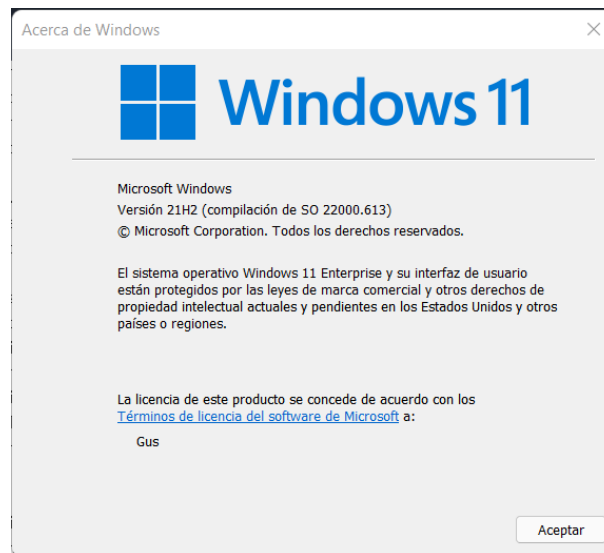 Acerca de Windows
Windows 11
Microsoft Windows
Versión 21H2 (compilación de SO 22000.613)
© Microsoft Corporation. Todos los derechos reservados.
El sistema operativo Windows 11 Enterprise y su interfaz de usuario
están protegidos por las leyes de marca comercial y otros derechos de
propiedad intelectual actuales y pendientes en los Estados Unidos y otros
países o regiones.
La licencia de este producto se concede de acuerdo con los
Términos de licencia del software de Microsoft a:
Gus
Aceptar